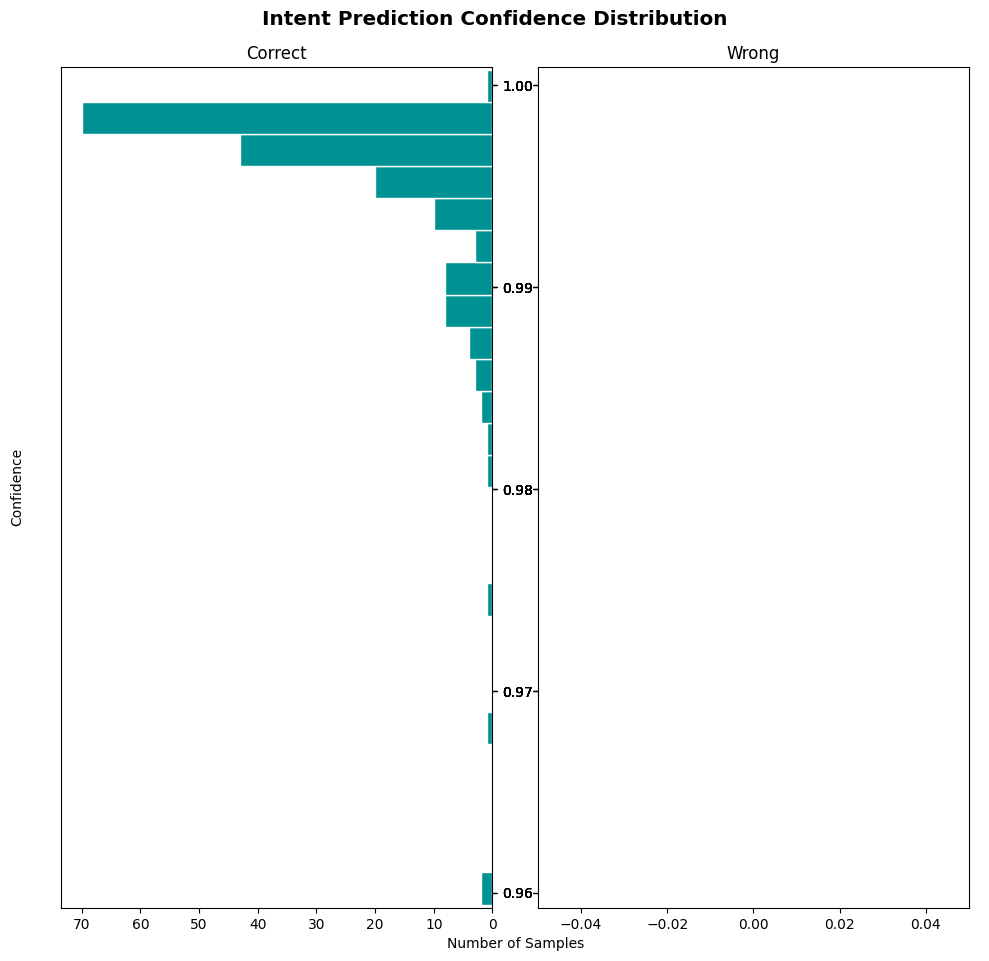 Intent Prediction Confidence Distribution
Correct
Wrong
1.00
0.99
0.98
0.97
0.96
Confidence
70 60 50 40 30 20 10 0
−0.04 −0.02 0.00 0.02 0.04
Number of Samples